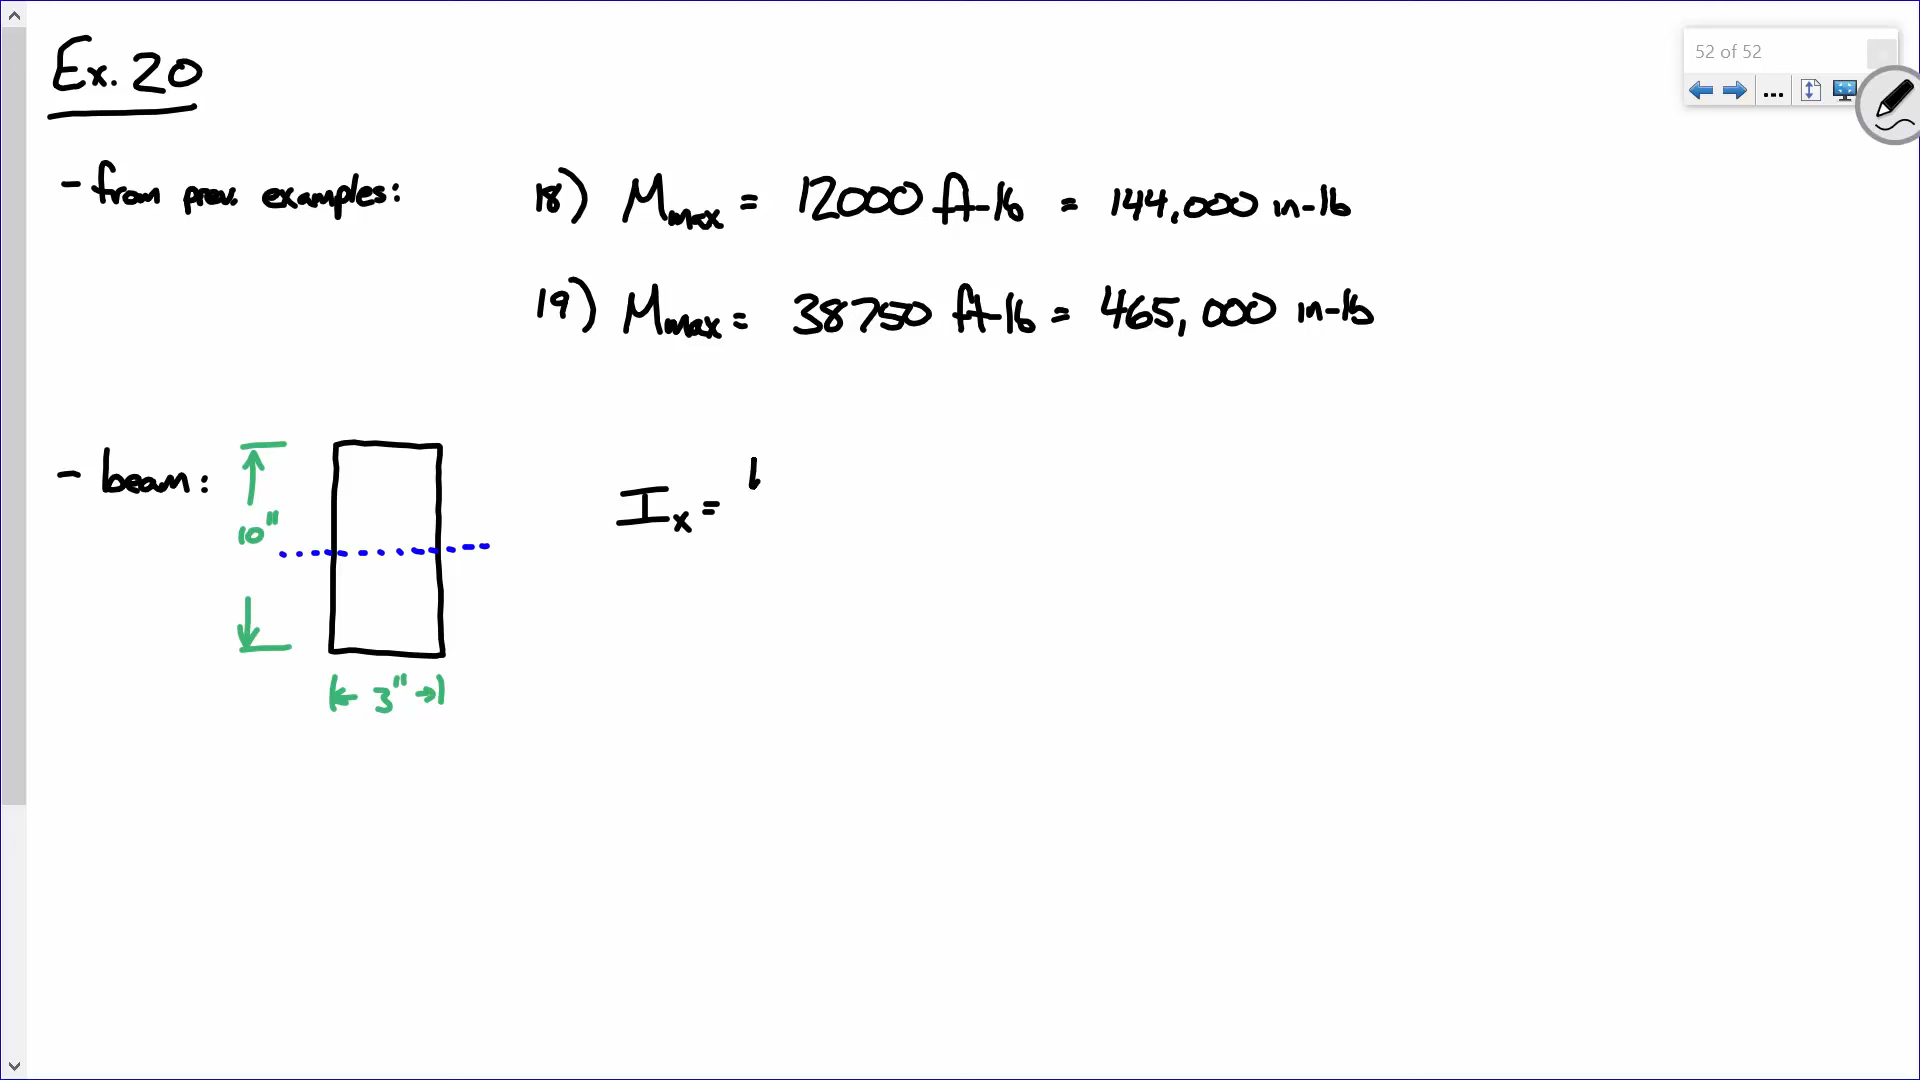 52 of 52
Ex. 20
- from prev. examples: 18) Mmax = 12000 ft-lb = 144,000 in-lb
19) Mmax = 38750 ft-lb = 465,000 in-lb
- beam:
10"
3"
Ix = b